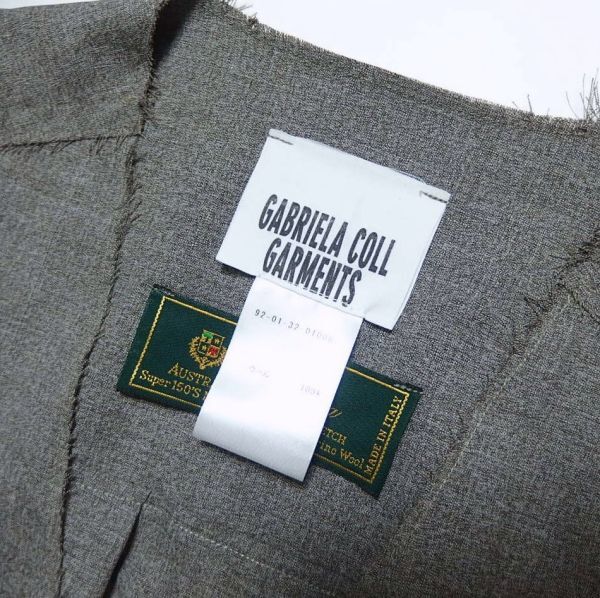 GABRIELA COLL
GARMENTS
92-01-32 0100
ウール 100%
AUSTR
Super 150'S
TCH
ino Wool
MADE IN ITALY